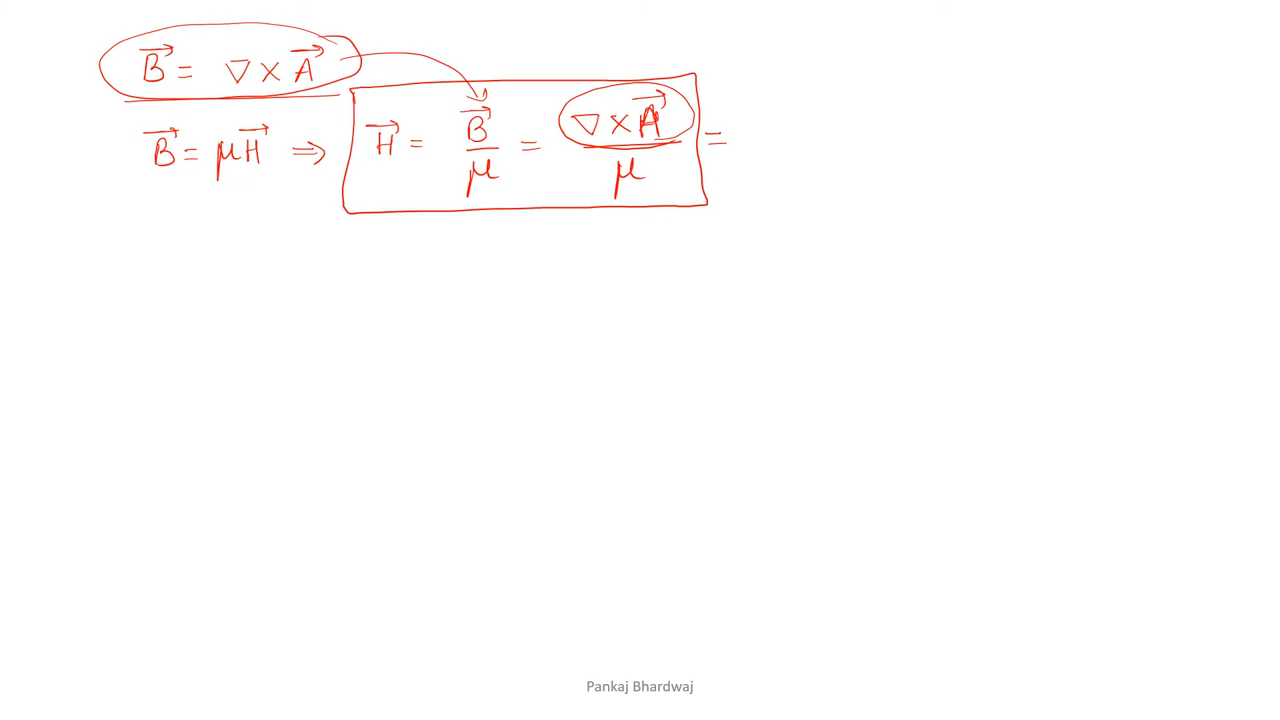 B⃗ = ∇ × A⃗
B⃗ = μH⃗ ⇒ H⃗ = B⃗/μ = (∇ × A⃗)/μ =
Pankaj Bhardwaj